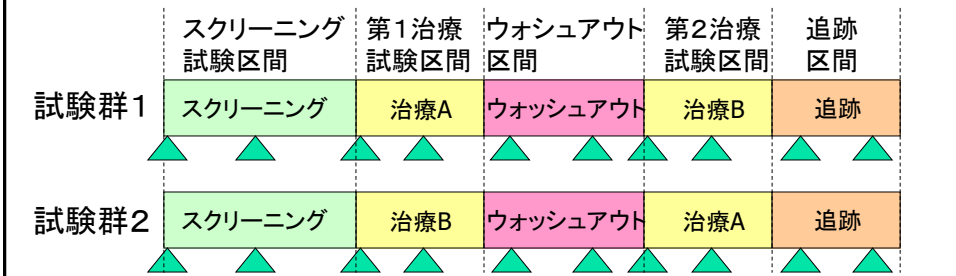 スクリーニング 第1治療 ウォシュアウト 第2治療 追跡
試験区間 試験区間 区間 試験区間 区間
試験群1 スクリーニング 治療A ウォッシュアウト 治療B 追跡
試験群2 スクリーニング 治療B ウォッシュアウト 治療A 追跡